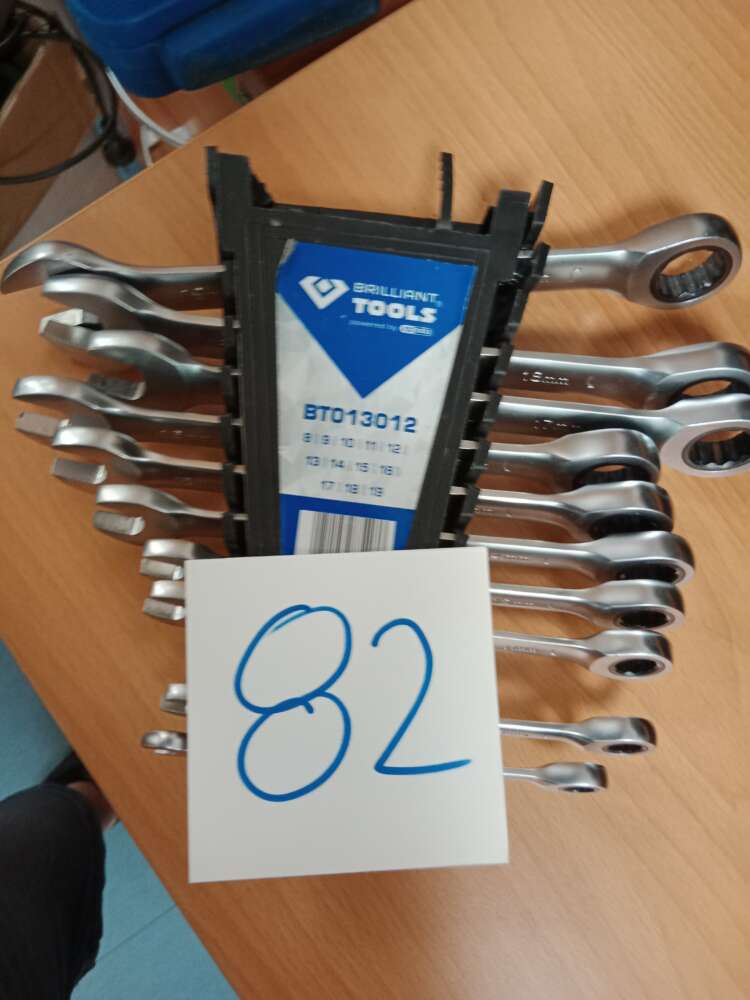 BRILLIANT
TOOLS
powered by
BT013012
8 | 9 | 10 | 11 | 12 |
13 | 14 | 15 | 16 |
17 | 18 | 19
82